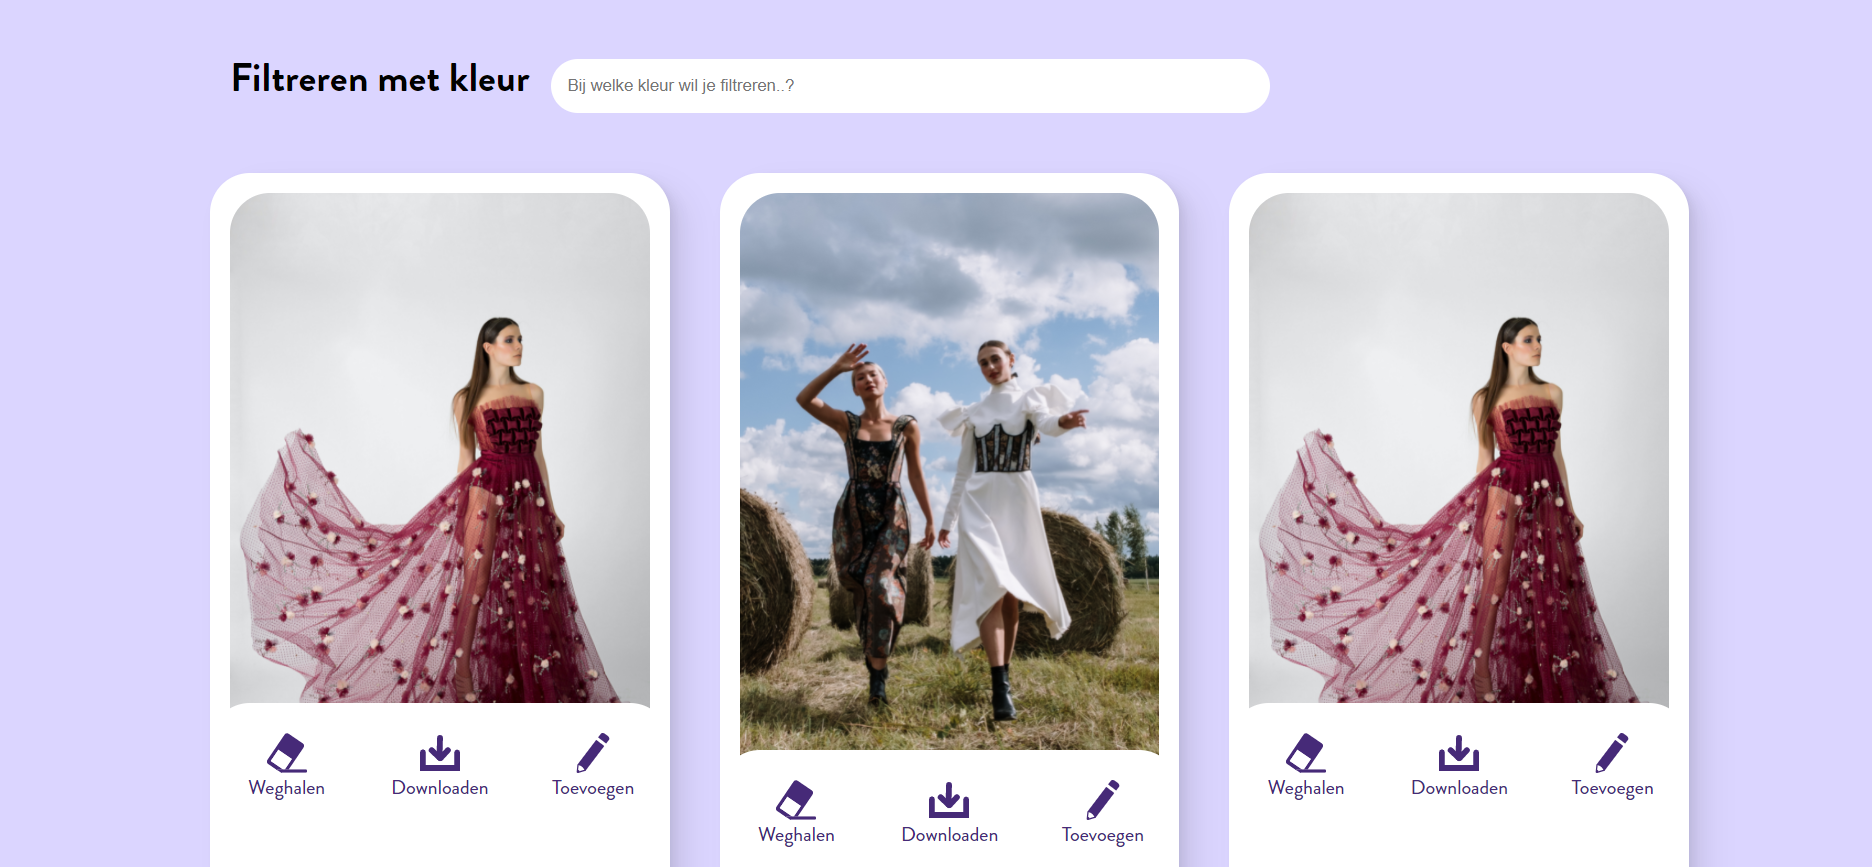 Filtreren met kleur
Bij welke kleur wil je filtreren..?
Weghalen
Downloaden
Toevoegen
Weghalen
Downloaden
Toevoegen
Weghalen
Downloaden
Toevoegen